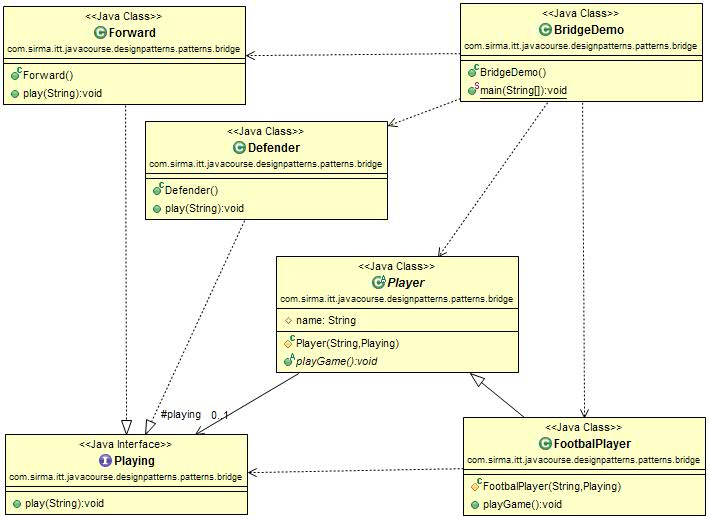 <<Java Class>>
Forward
com.sirma.itt.javacourse.designpatterns.patterns.bridge
Forward()
play(String):void
<<Java Class>>
BridgeDemo
com.sirma.itt.javacourse.designpatterns.patterns.bridge
BridgeDemo()
main(String[]):void
<<Java Class>>
Defender
com.sirma.itt.javacourse.designpatterns.patterns.bridge
Defender()
play(String):void
<<Java Class>>
Player
com.sirma.itt.javacourse.designpatterns.patterns.bridge
name: String
Player(String,Playing)
playGame():void
#playing 0..1
<<Java Interface>>
Playing
com.sirma.itt.javacourse.designpatterns.patterns.bridge
play(String):void
<<Java Class>>
FootbalPlayer
com.sirma.itt.javacourse.designpatterns.patterns.bridge
FootbalPlayer(String,Playing)
playGame():void